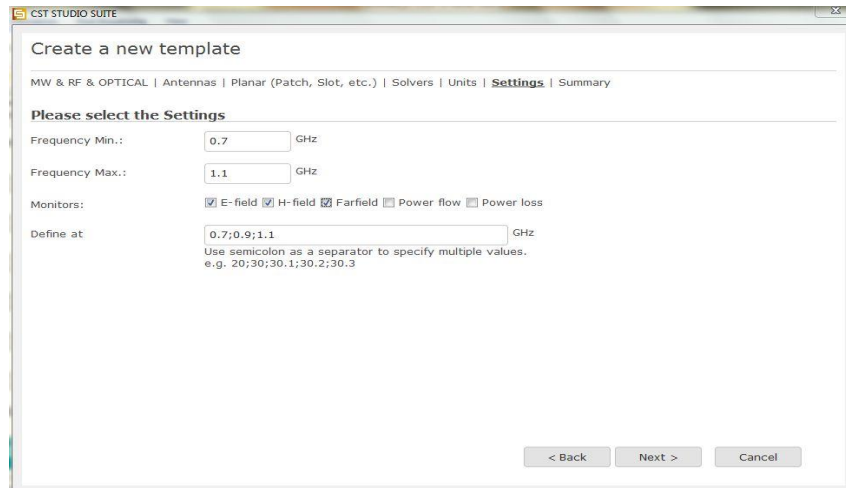 CST STUDIO SUITE
Create a new template
MW & RF & OPTICAL | Antennas | Planar (Patch, Slot, etc.) | Solvers | Units | Settings | Summary
Please select the Settings
Frequency Min.: 0.7 GHz
Frequency Max.: 1.1 GHz
Monitors: E-field H-field Farfield Power flow Power loss
Define at 0.7;0.9;1.1 GHz
Use semicolon as a separator to specify multiple values.
e.g. 20;30;30.1;30.2;30.3
< Back Next > Cancel